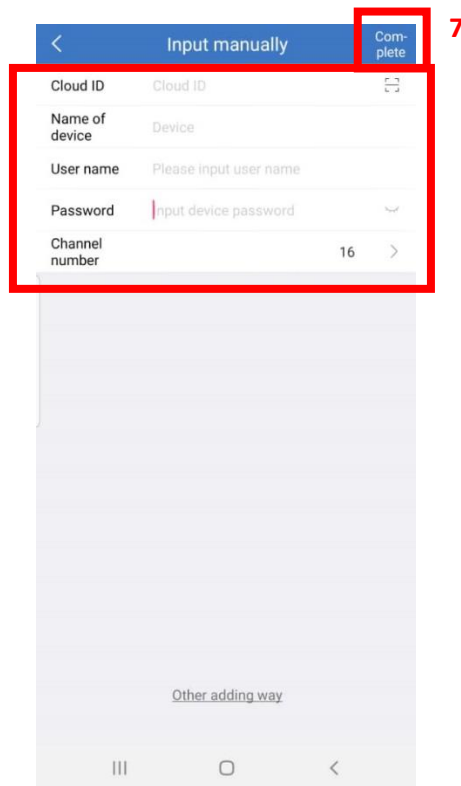 7
Input manually
Com-
plete
Cloud ID Cloud ID
Name of
device Device
User name Please input user name
Password Input device password
Channel
number 16
Other adding way